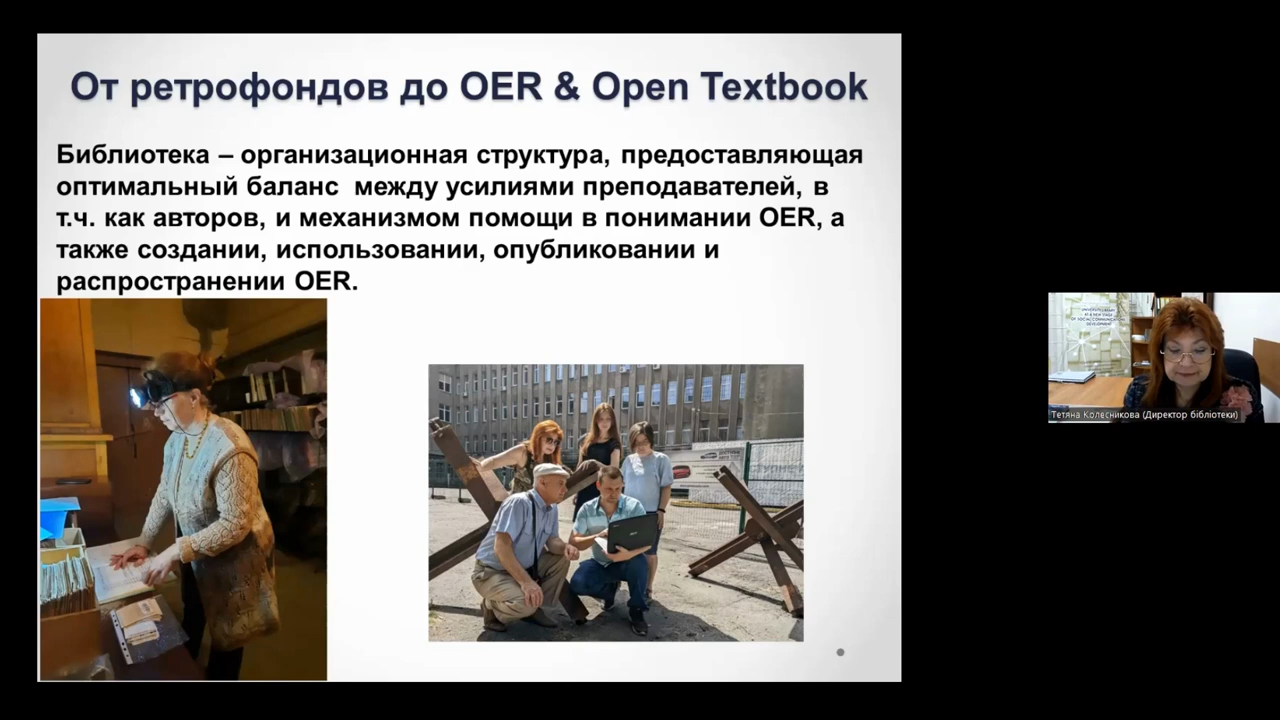 От ретрофондов до OER & Open Textbook
Библиотека – организационная структура, предоставляющая
оптимальный баланс между усилиями преподавателей, в
т.ч. как авторов, и механизмом помощи в понимании OER, а
также создании, использовании, опубликовании и
распространении OER.
Тетяна Колесникова (Директор бібліотеки)